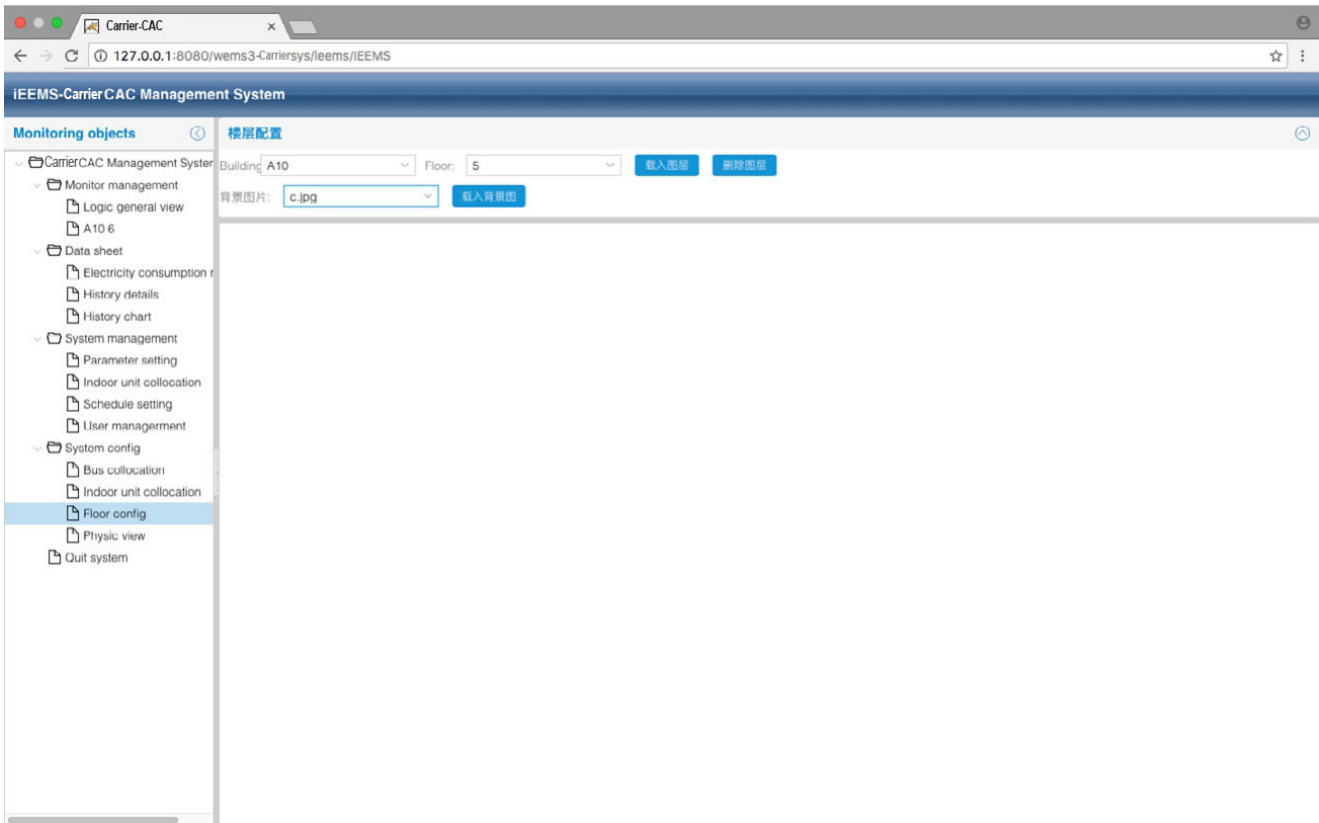 Carrier-CAC
127.0.0.1:8080/wems3-Carriersys/Ieems/IEEMS
iEEMS-Carrier CAC Management System
Monitoring objects
楼层配置
Carrier CAC Management Syster
Building A10 Floor: 5 载入图层 删除图层
背景图片: c.jpg 载入背景图
Monitor management
Logic general view
A10 6
Data sheet
Electricity consumption r
History details
History chart
System management
Parameter setting
Indoor unit collocation
Schedule setting
User managerment
System config
Bus collocation
Indoor unit collocation
Floor config
Physic view
Quit system